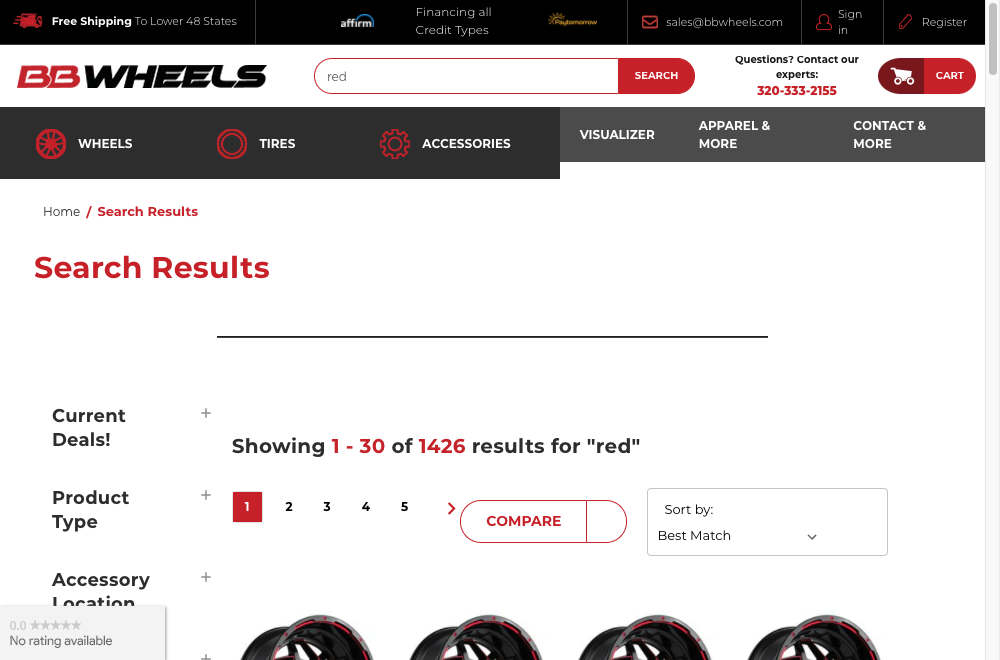 Free Shipping To Lower 48 States
affirm
Financing all
Credit Types
Paytomorrow
sales@bbwheels.com
Sign
in
Register
BBWHEELS
red
SEARCH
Questions? Contact our
experts:
320-333-2155
CART
WHEELS
TIRES
ACCESSORIES
VISUALIZER
APPAREL &
MORE
CONTACT &
MORE
Home / Search Results
Search Results
Current
Deals!
Showing 1 - 30 of 1426 results for "red"
Product
Type
1 2 3 4 5
COMPARE
Sort by:
Best Match
Accessory
Location
0.0
No rating available